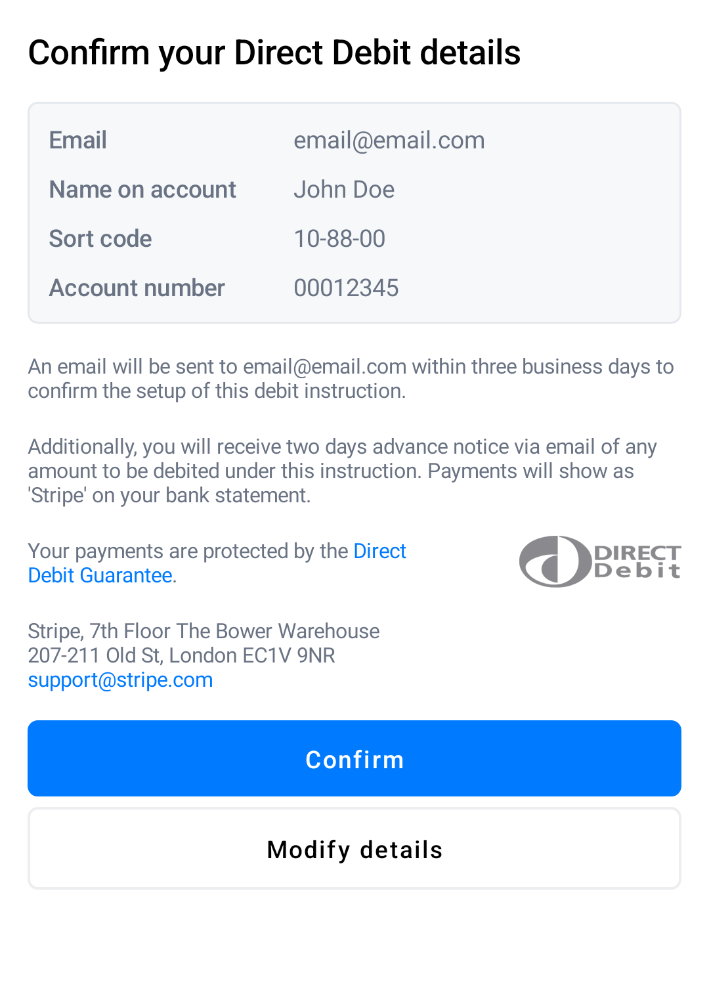 Confirm your Direct Debit details
Email email@email.com
Name on account John Doe
Sort code 10-88-00
Account number 00012345
An email will be sent to email@email.com within three business days to
confirm the setup of this debit instruction.
Additionally, you will receive two days advance notice via email of any
amount to be debited under this instruction. Payments will show as
'Stripe' on your bank statement.
Your payments are protected by the Direct
Debit Guarantee.
DIRECT
Debit
Stripe, 7th Floor The Bower Warehouse
207-211 Old St, London EC1V 9NR
support@stripe.com
Confirm
Modify details